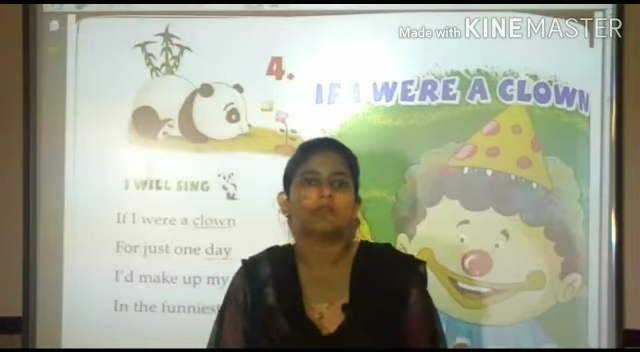 Made with KINEMASTER
4.
IF I WERE A CLOWN
I WILL SING
If I were a clown
For just one day
I'd make up my
In the funniest